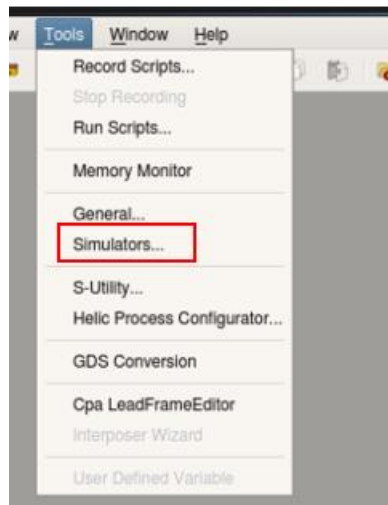 w Tools Window Help
Record Scripts...
Stop Recording
Run Scripts...
Memory Monitor
General...
Simulators...
S-Utility...
Helic Process Configurator...
GDS Conversion
Cpa LeadFrameEditor
Interposer Wizard
User Defined Variable